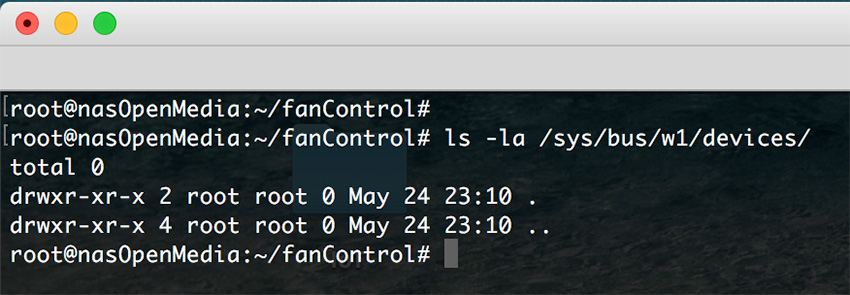 [root@nasOpenMedia:~/fanControl#
[root@nasOpenMedia:~/fanControl# ls -la /sys/bus/w1/devices/
total 0
drwxr-xr-x 2 root root 0 May 24 23:10 .
drwxr-xr-x 4 root root 0 May 24 23:10 ..
root@nasOpenMedia:~/fanControl#